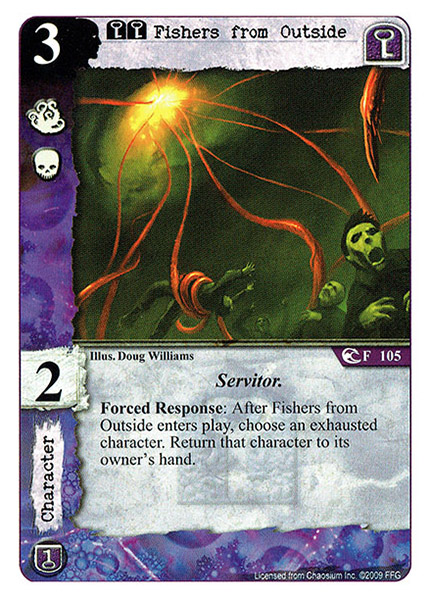 3
Fishers from Outside
Illus. Doug Williams
F 105
2
Servitor.
Forced Response: After Fishers from
Outside enters play, choose an exhausted
character. Return that character to its
owner's hand.
Character
1
Licensed from Chaosium Inc. ©2009 FFG